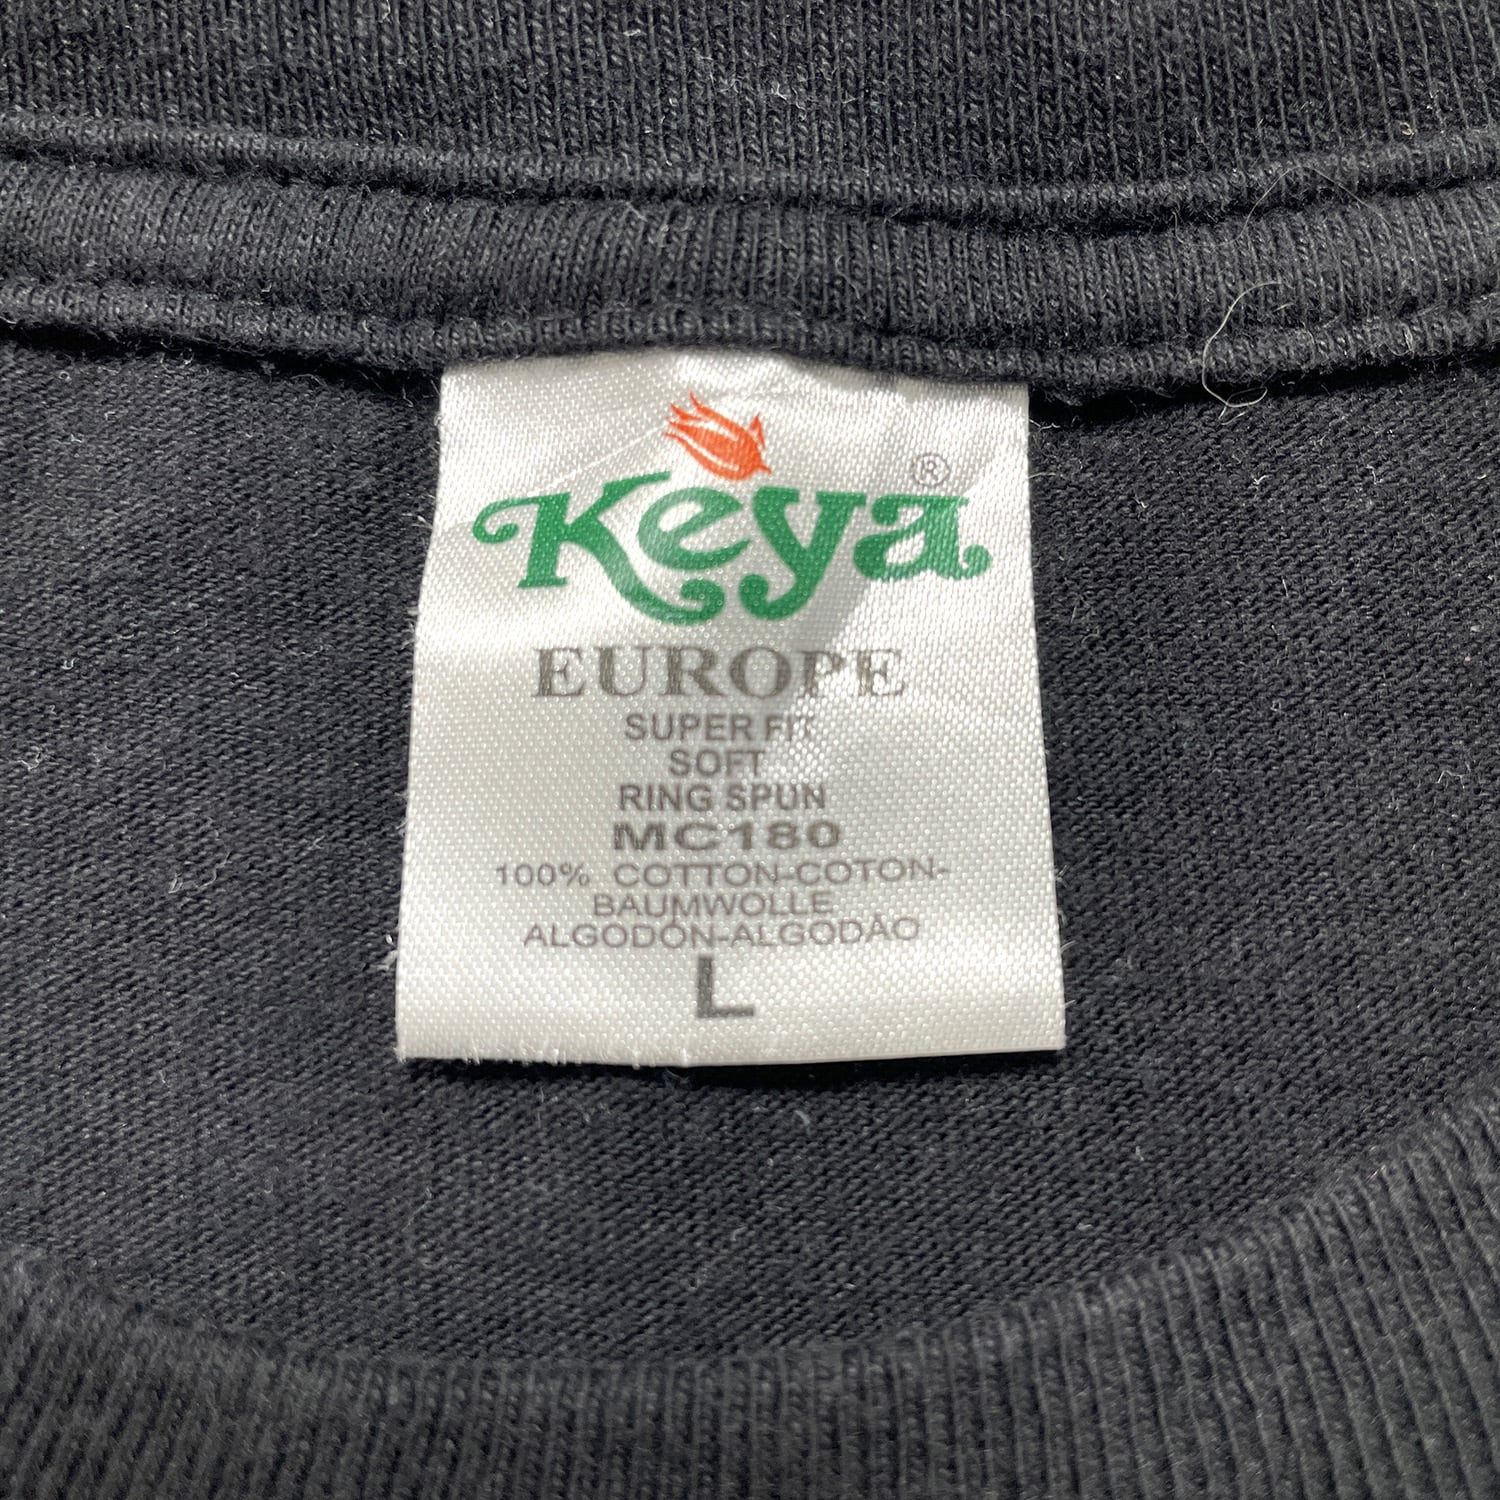 Keya®
EUROPE
SUPER FIT
SOFT
RING SPUN
MC180
100% COTTON-COTON-
BAUMWOLLE
ALGODÓN-ALGODÃO
L